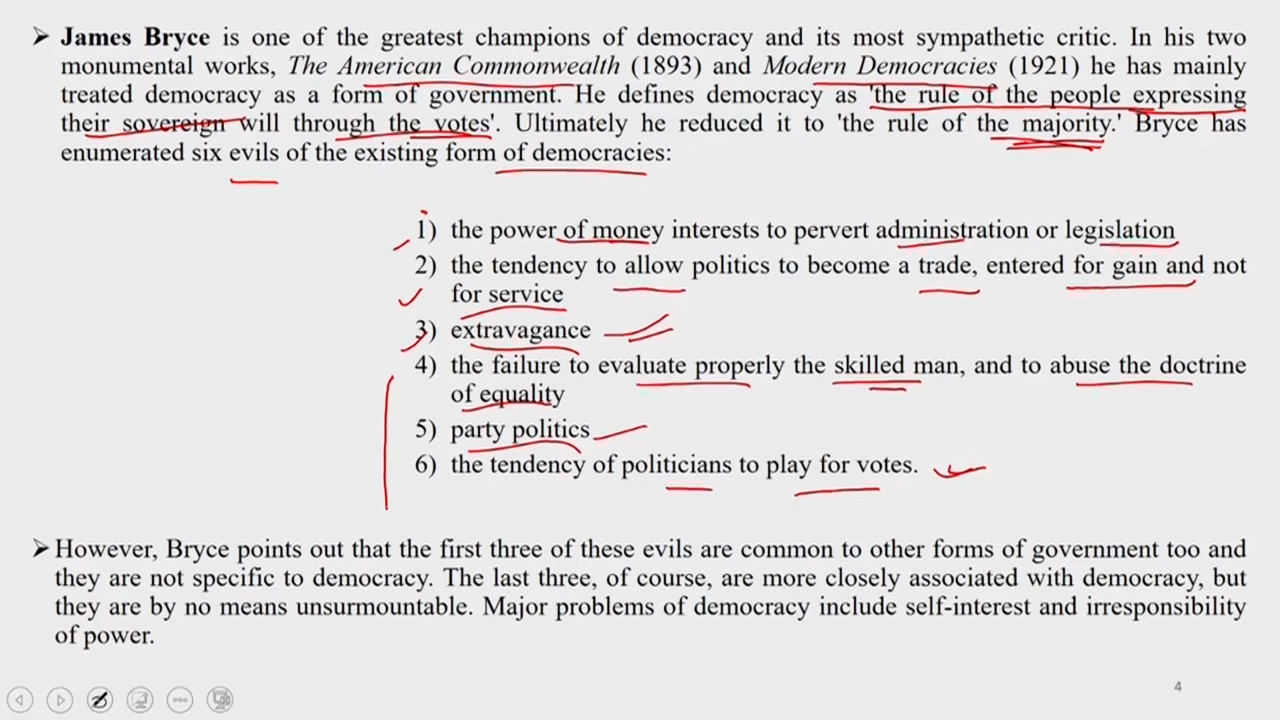 ➤ James Bryce is one of the greatest champions of democracy and its most sympathetic critic. In his two
monumental works, The American Commonwealth (1893) and Modern Democracies (1921) he has mainly
treated democracy as a form of government. He defines democracy as 'the rule of the people expressing
their sovereign will through the votes'. Ultimately he reduced it to 'the rule of the majority.' Bryce has
enumerated six evils of the existing form of democracies:
1) the power of money interests to pervert administration or legislation
2) the tendency to allow politics to become a trade, entered for gain and not
for service
3) extravagance
4) the failure to evaluate properly the skilled man, and to abuse the doctrine
of equality
5) party politics
6) the tendency of politicians to play for votes.
➤ However, Bryce points out that the first three of these evils are common to other forms of government too and
they are not specific to democracy. The last three, of course, are more closely associated with democracy, but
they are by no means unsurmountable. Major problems of democracy include self-interest and irresponsibility
of power.
4